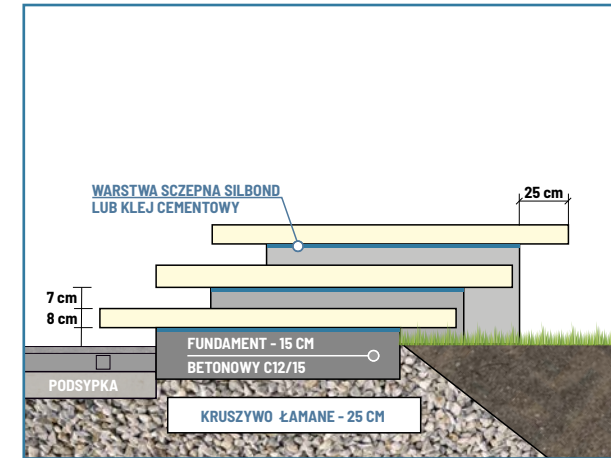 WARSTWA SCZEPNA SILBOND
LUB KLEJ CEMENTOWY
25 cm
7 cm
8 cm
FUNDAMENT - 15 CM
BETONOWY C12/15
PODSYPKA
KRUSZYWO ŁAMANE - 25 CM